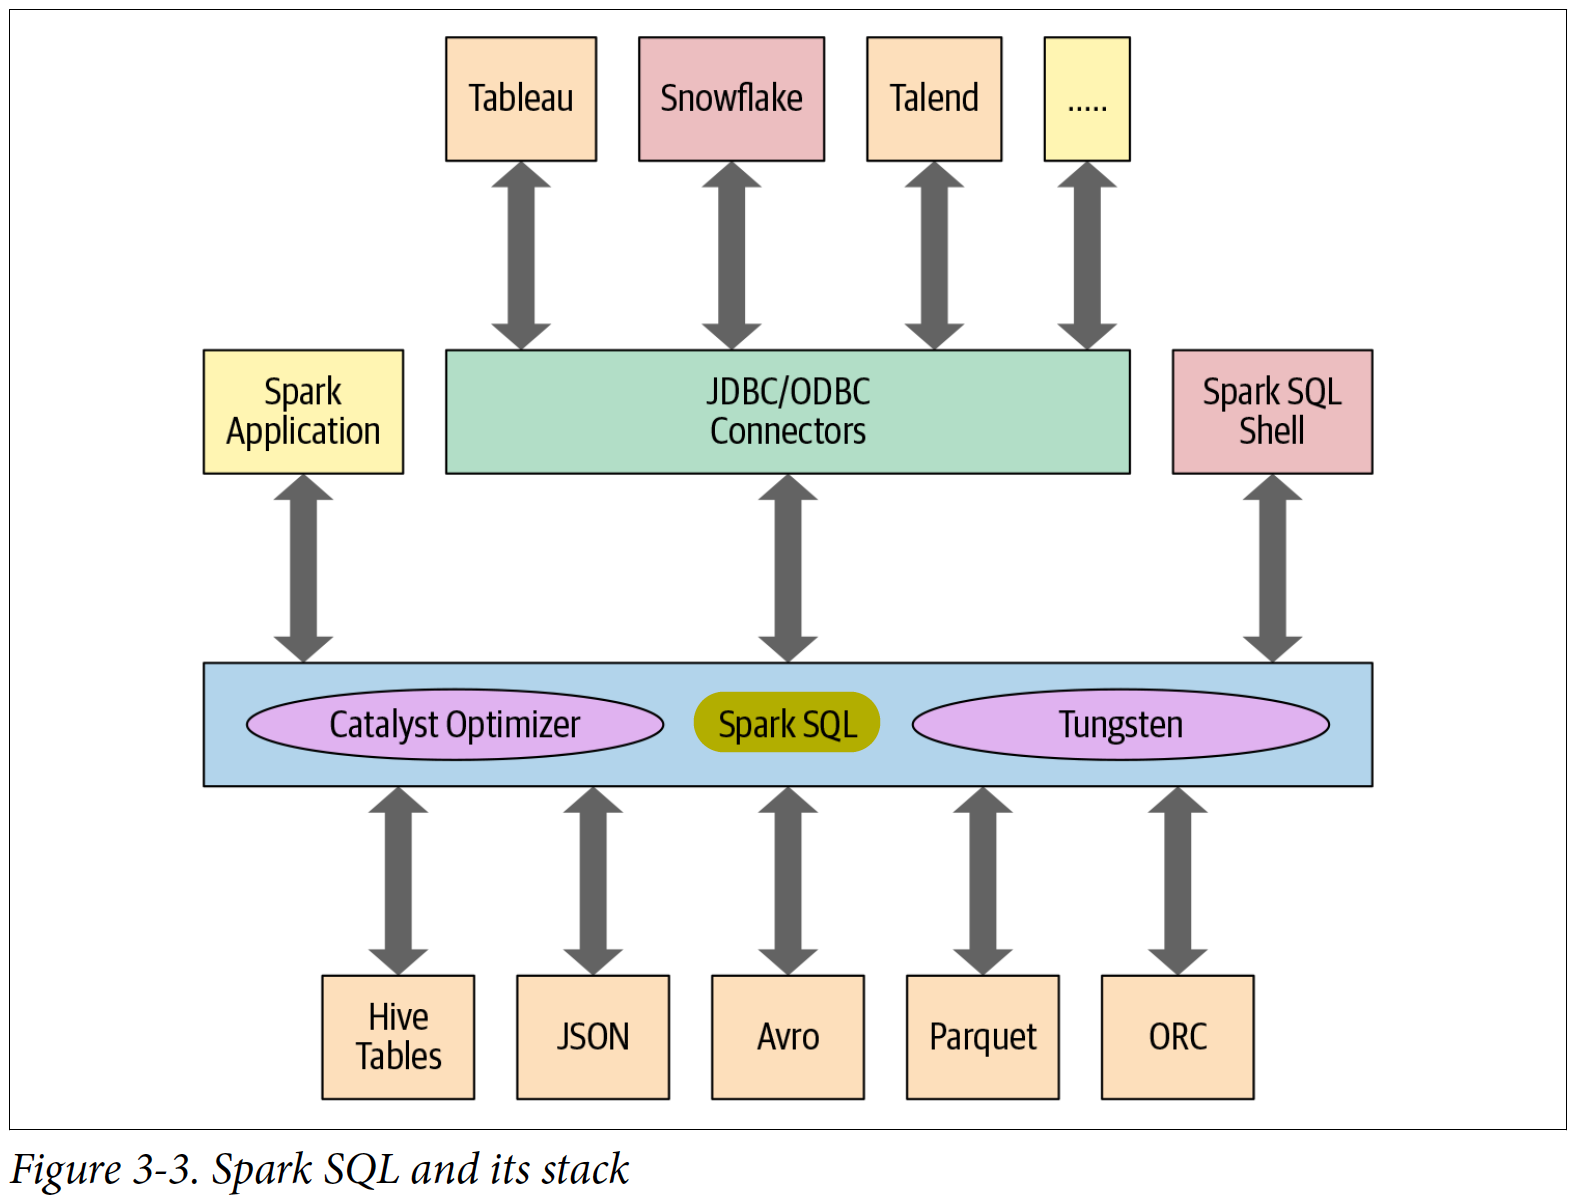 Tableau
Snowflake
Talend
.....
Spark
Application
JDBC/ODBC
Connectors
Spark SQL
Shell
Catalyst Optimizer
Spark SQL
Tungsten
Hive
Tables
JSON
Avro
Parquet
ORC
Figure 3-3. Spark SQL and its stack